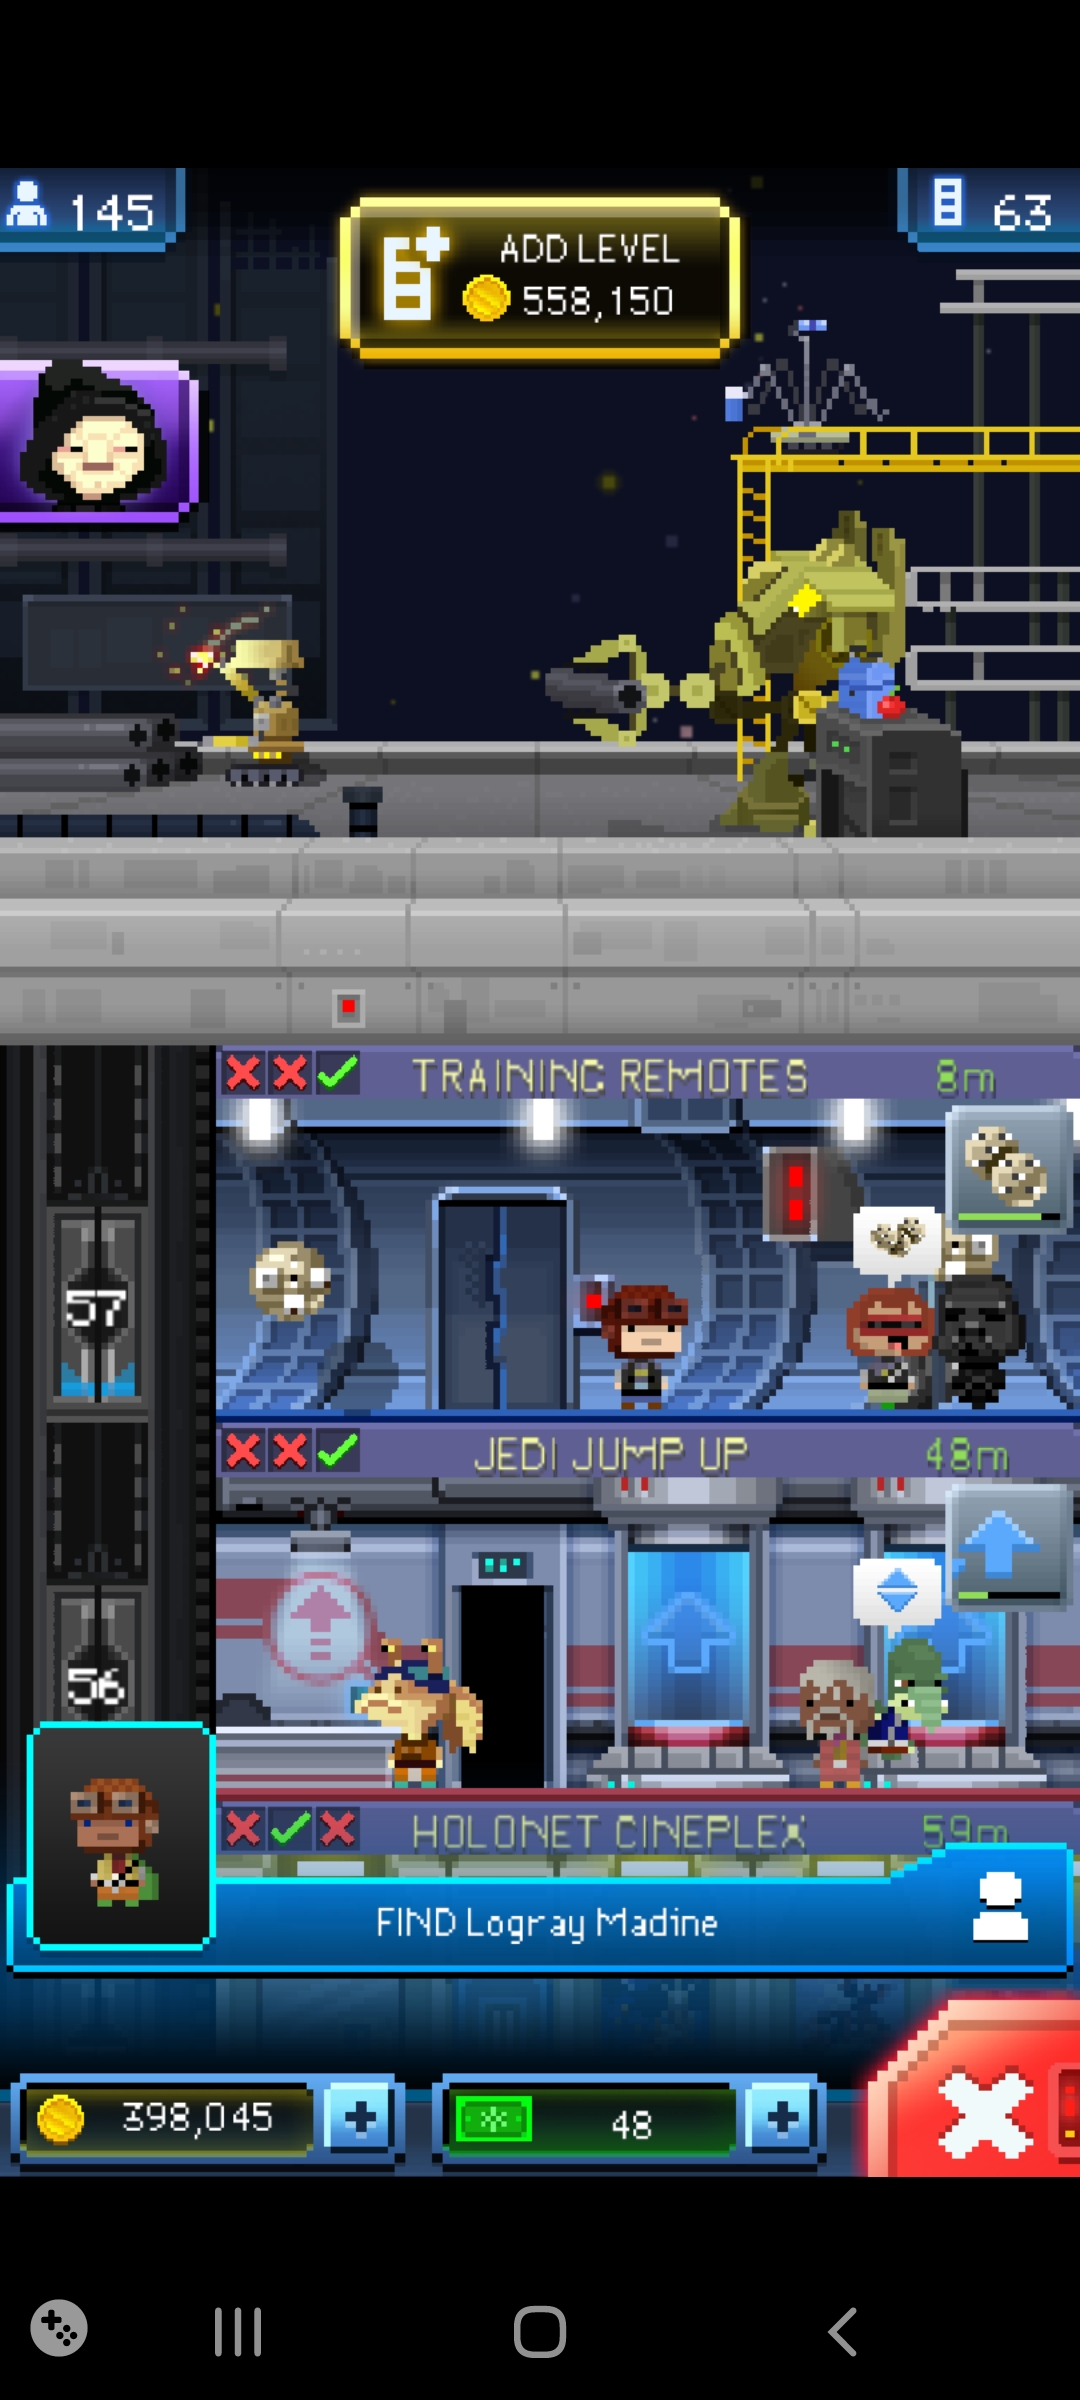 145
ADD LEVEL
558,150
63
TRAINING REMOTES 8m
57
JEDI JUMP UP 48m
56
HOLONET CINEPLEX 59m
FIND Logray Madine
398,045
48